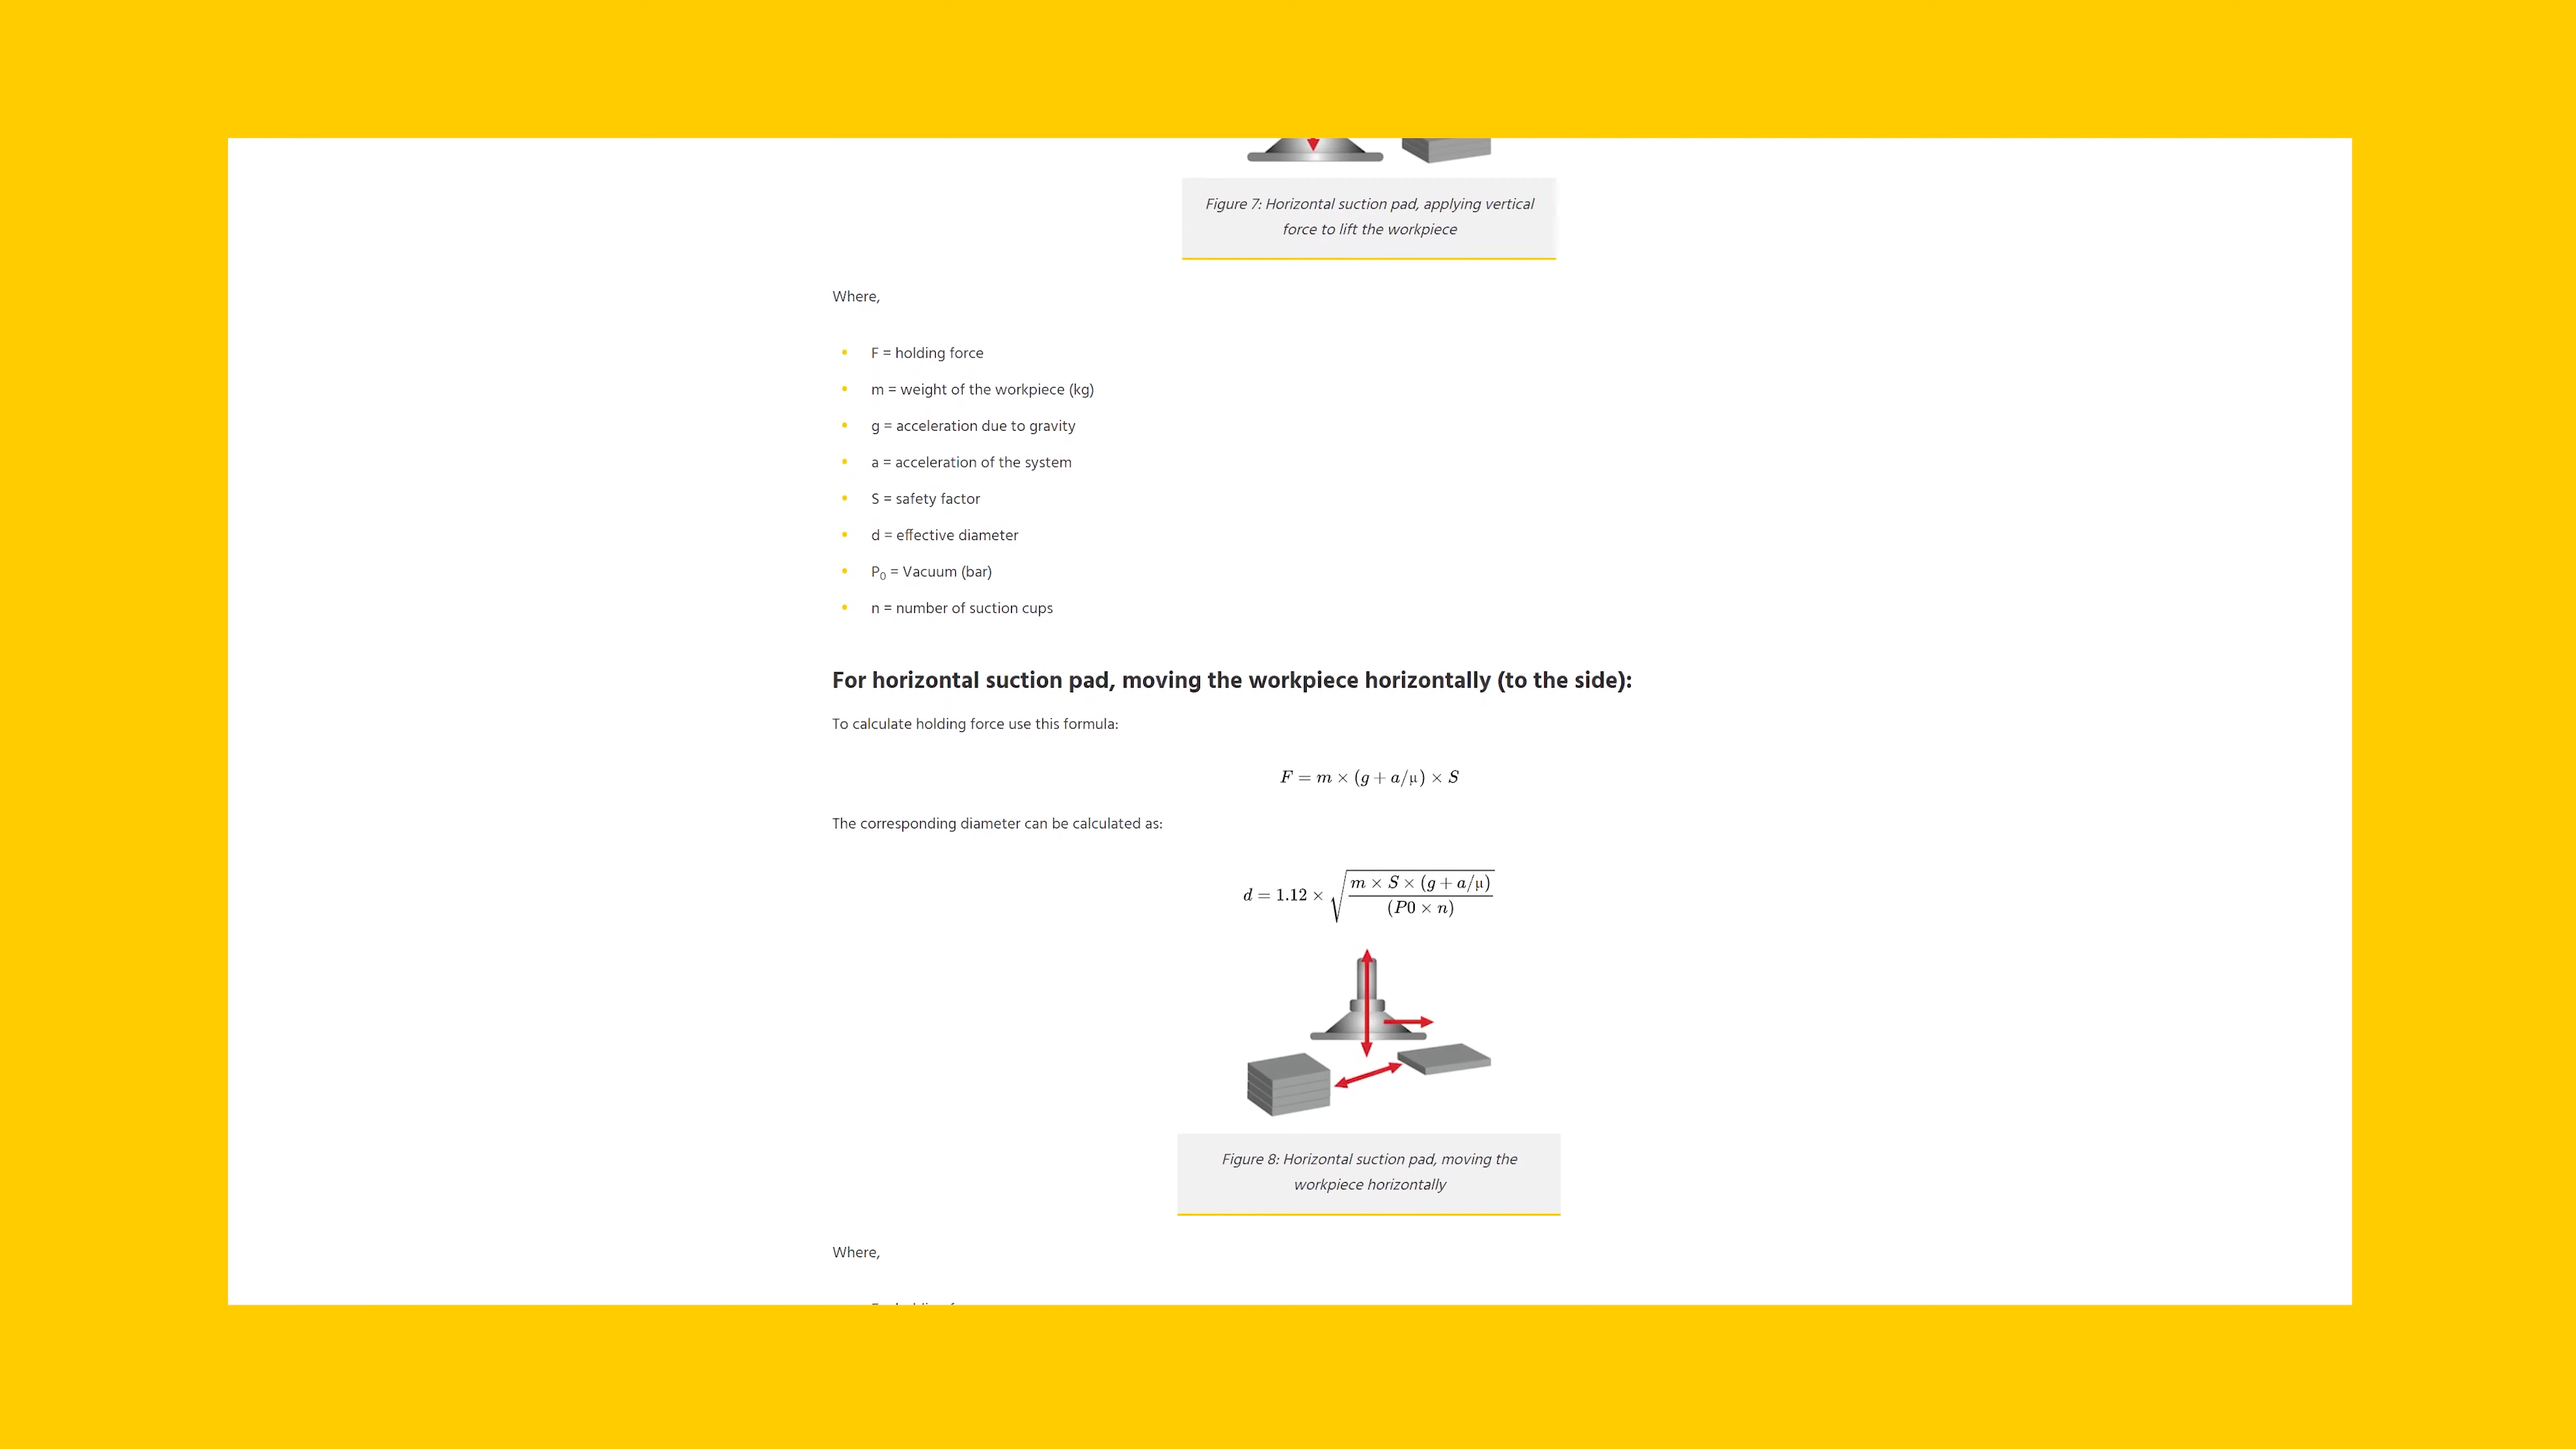 Figure 7: Horizontal suction pad, applying vertical
force to lift the workpiece
Where,
• F = holding force
• m = weight of the workpiece (kg)
• g = acceleration due to gravity
• a = acceleration of the system
• S = safety factor
• d = effective diameter
• P₀ = Vacuum (bar)
• n = number of suction cups
For horizontal suction pad, moving the workpiece horizontally (to the side):
To calculate holding force use this formula:
F = m × (g + a/μ) × S
The corresponding diameter can be calculated as:
d = 1.12 × √((m × S × (g + a/μ))/(P0 × n))
Figure 8: Horizontal suction pad, moving the
workpiece horizontally
Where,